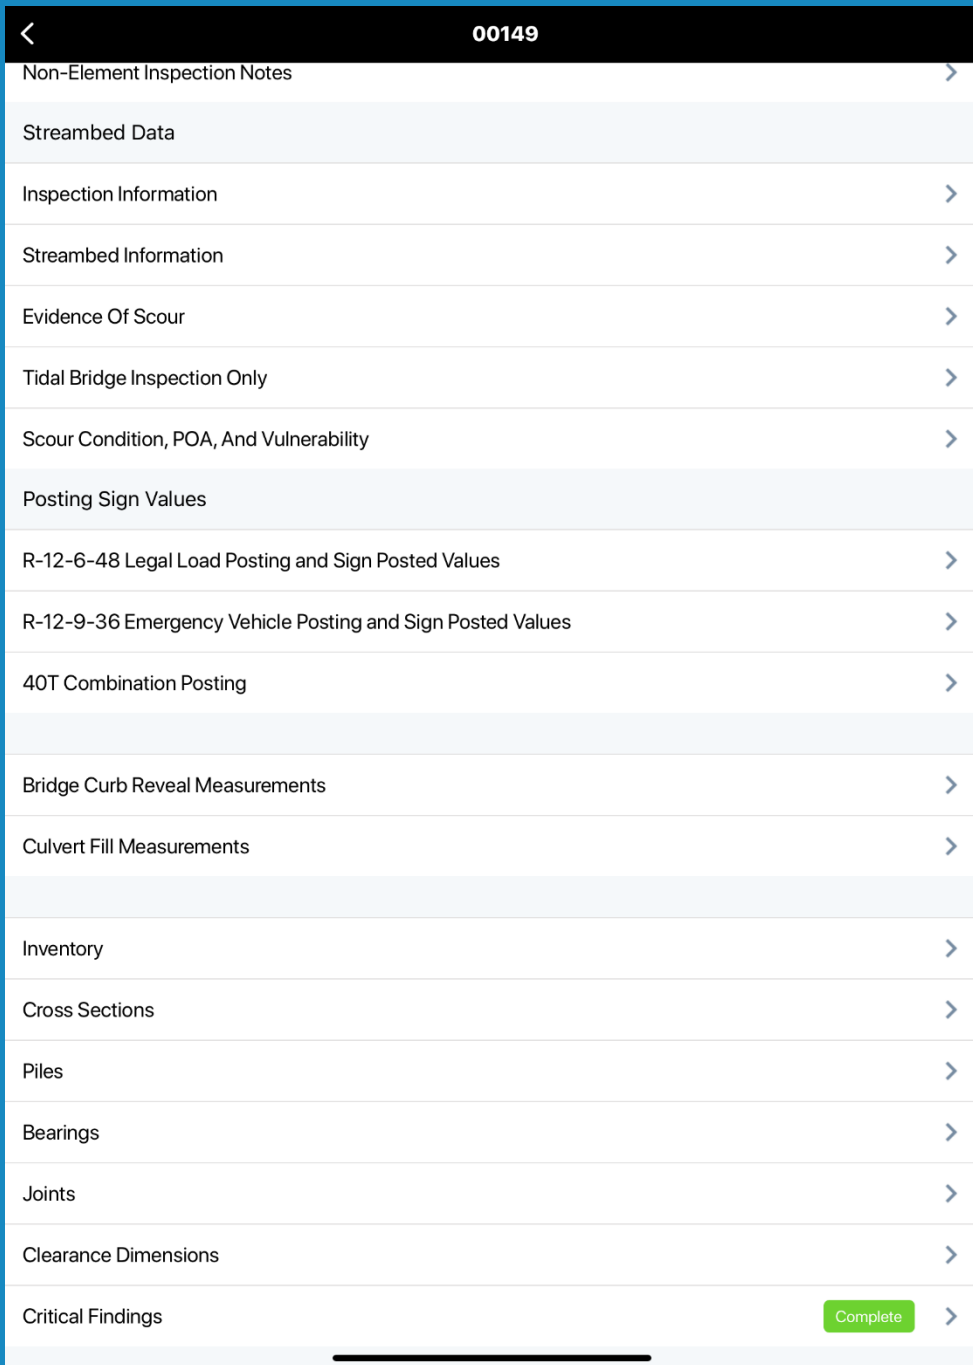 00149
Non-Element Inspection Notes
Streambed Data
Inspection Information
Streambed Information
Evidence Of Scour
Tidal Bridge Inspection Only
Scour Condition, POA, And Vulnerability
Posting Sign Values
R-12-6-48 Legal Load Posting and Sign Posted Values
R-12-9-36 Emergency Vehicle Posting and Sign Posted Values
40T Combination Posting
Bridge Curb Reveal Measurements
Culvert Fill Measurements
Inventory
Cross Sections
Piles
Bearings
Joints
Clearance Dimensions
Critical Findings Complete